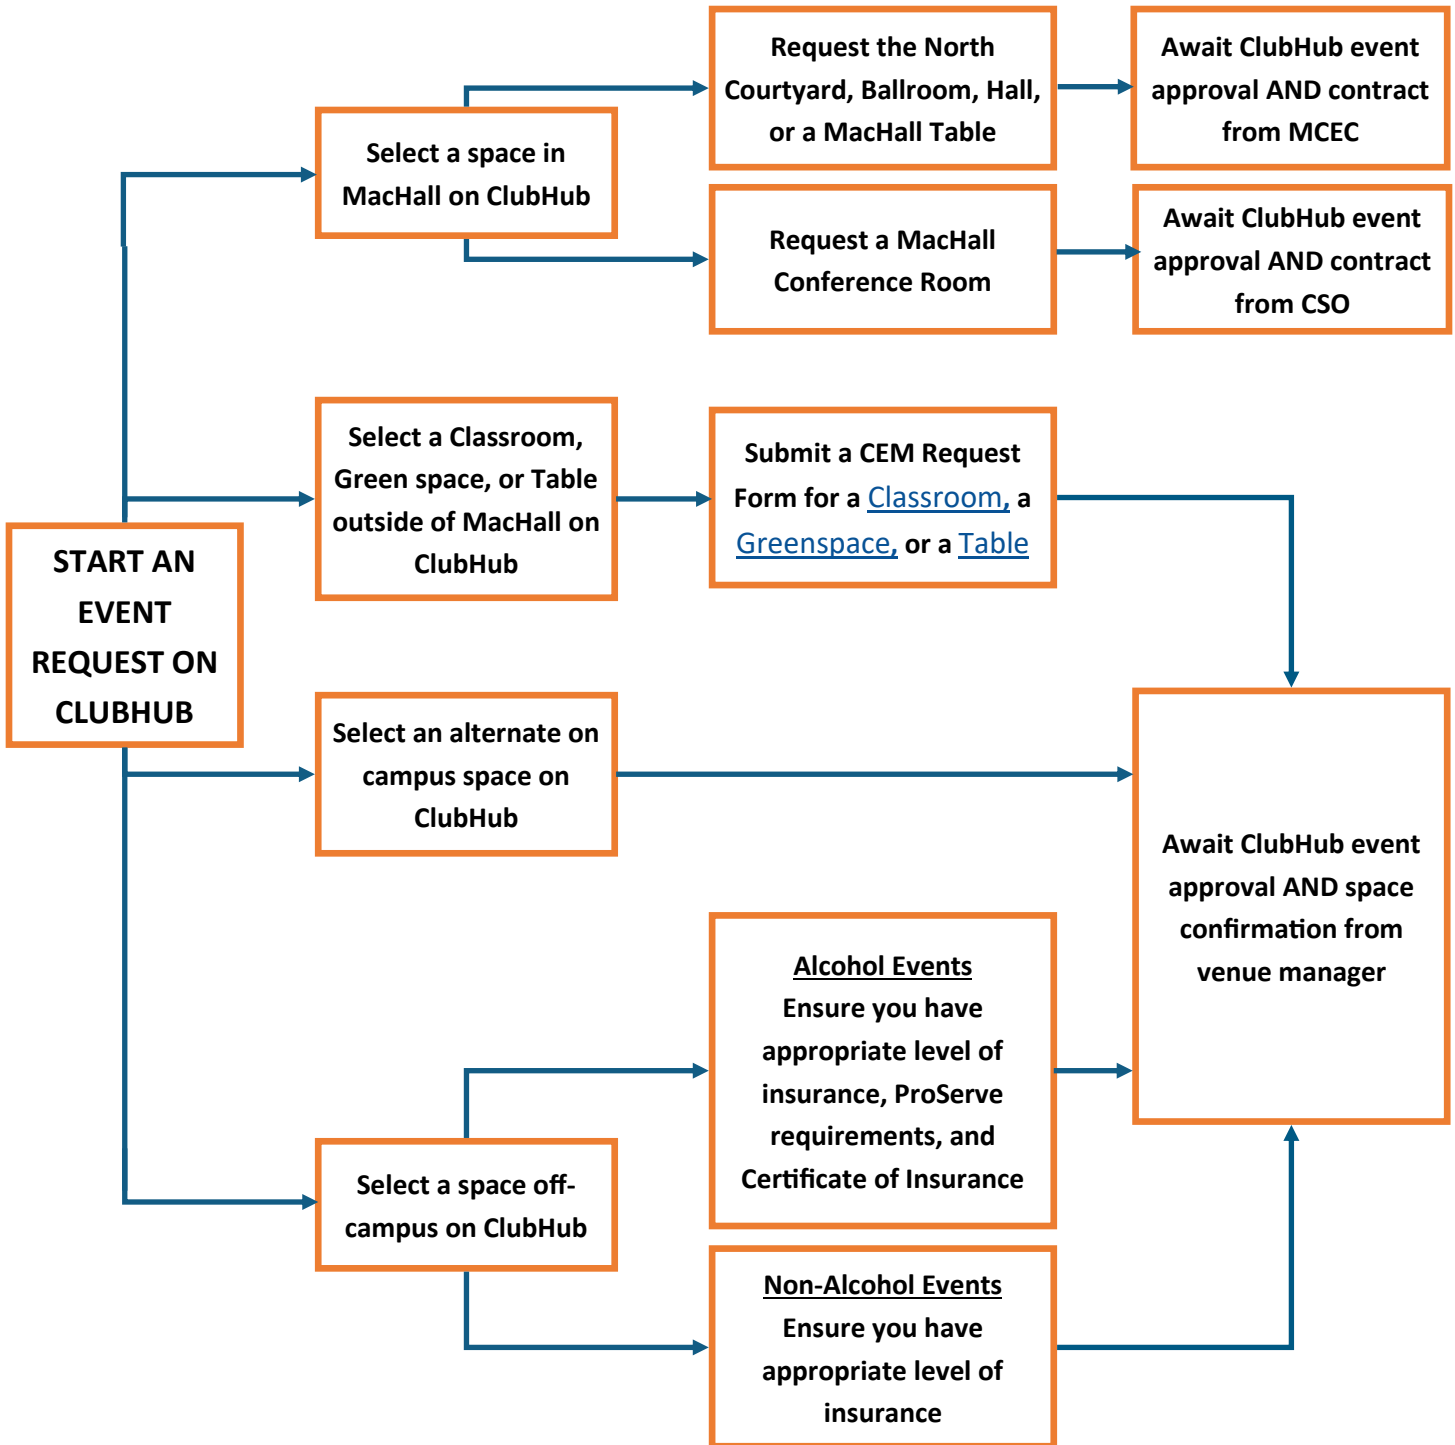 START AN
EVENT
REQUEST ON
CLUBHUB
Select a space in
MacHall on ClubHub
Request the North
Courtyard, Ballroom, Hall,
or a MacHall Table
Await ClubHub event
approval AND contract
from MCEC
Request a MacHall
Conference Room
Await ClubHub event
approval AND contract
from CSO
Select a Classroom,
Green space, or Table
outside of MacHall on
ClubHub
Submit a CEM Request
Form for a Classroom, a
Greenspace, or a Table
Select an alternate on
campus space on
ClubHub
Await ClubHub event
approval AND space
confirmation from
venue manager
Select a space off-
campus on ClubHub
Alcohol Events
Ensure you have
appropriate level of
insurance, ProServe
requirements, and
Certificate of Insurance
Non-Alcohol Events
Ensure you have
appropriate level of
insurance